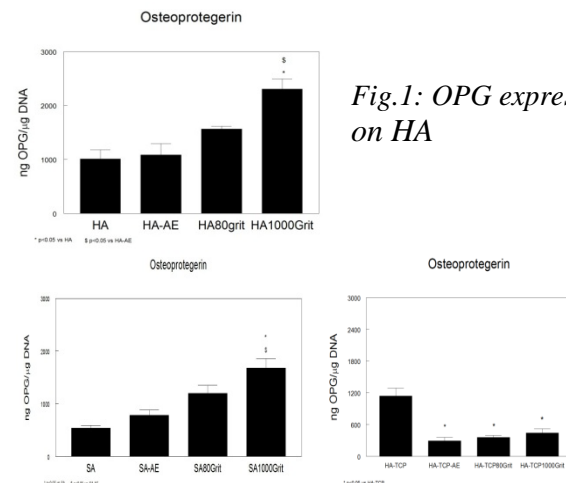 Osteoprotegerin
3000
2000
1000
0
ng OPG/µg DNA
$
*
HA HA-AE HA80grit HA1000Grit
* p<0.05 vs HA $ p<0.05 vs HA-AE
Fig.1: OPG expres
on HA
Osteoprotegerin
ng OPG/µg DNA
*
$
SA SA-AE SA80Grit SA1000Grit
Osteoprotegerin
3000
2400
1800
1200
600
0
ng OPG/µg DNA
* * *
HA-TCP HA-TCP-AE HA-TCP80Grit HA-TCP1000Grit